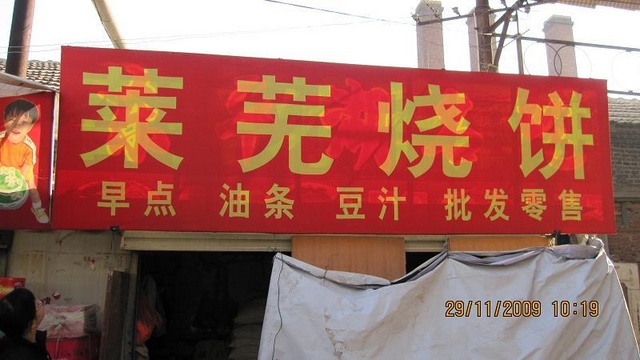 莱芜烧饼
早点 油条 豆汁 批发零售
29/11/2009 10:19